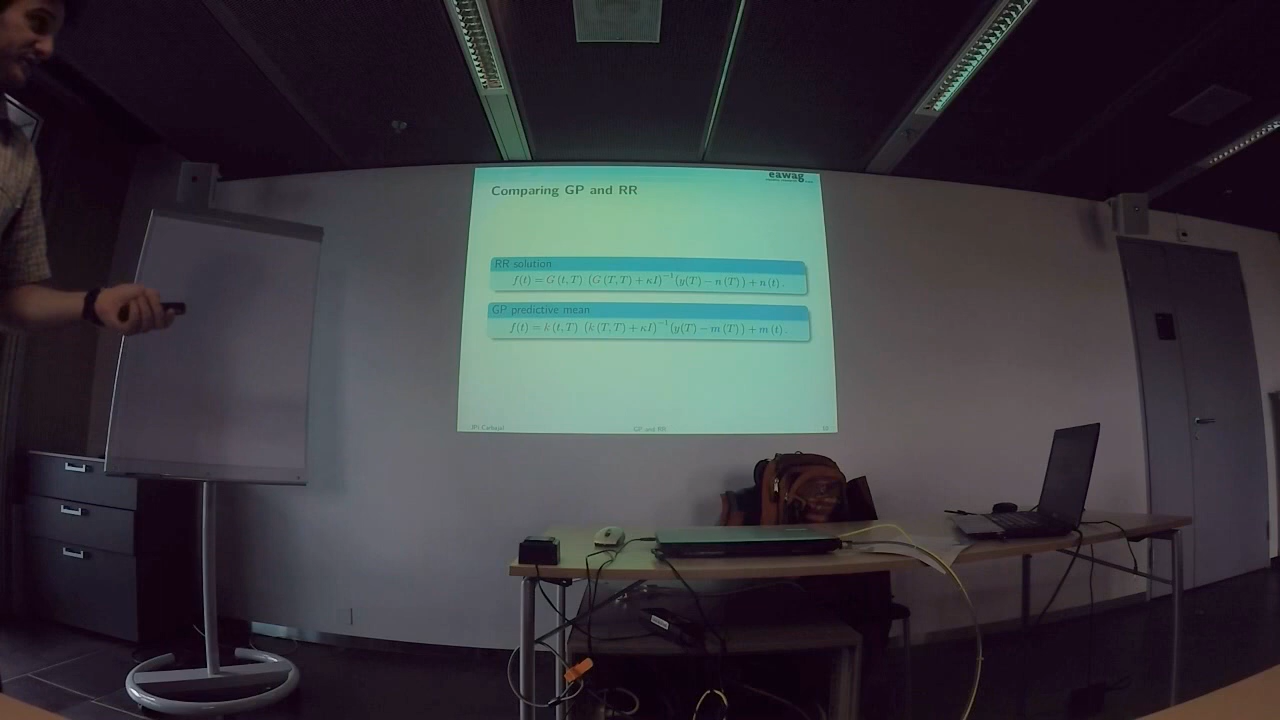 eawag
Comparing GP and RR
RR solution
f(t) = G(t,T) (G(T,T) + κI)⁻¹(y(T) − n(T)) + n(t).
GP predictive mean
f(t) = k(t,T) (k(T,T) + κI)⁻¹(y(T) − m(T)) + m(t).
GP and RR